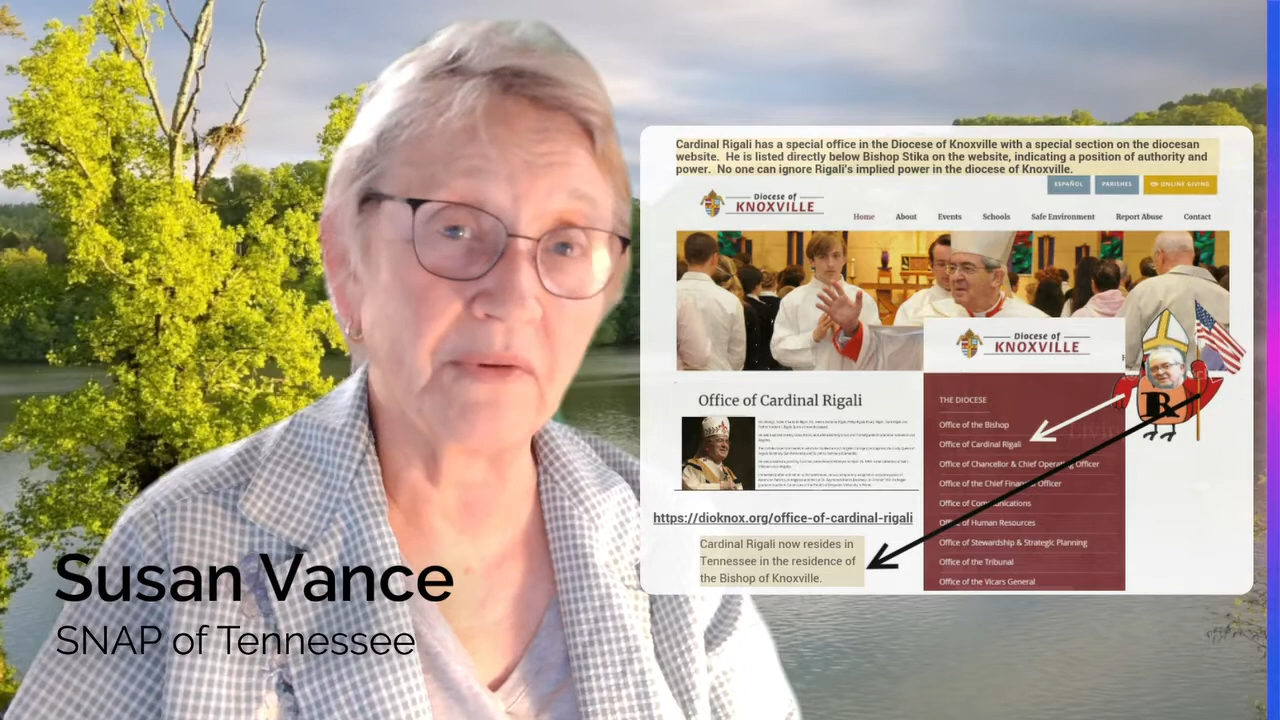 Cardinal Rigali has a special office in the Diocese of Knoxville with a special section on the diocesan
website. He is listed directly below Bishop Stika on the website, indicating a position of authority and
power. No one can ignore Rigali's implied power in the diocese of Knoxville.
ESPAÑOL
PARISHES
ONLINE GIVING
Diocese of
KNOXVILLE
Home About Events Schools Safe Environment Report Abuse Contact
Diocese of
KNOXVILLE
Office of Cardinal Rigali
THE DIOCESE
Office of the Bishop
Office of Cardinal Rigali
Office of Chancellor & Chief Operating Officer
Office of the Chief Financial Officer
Office of Communications
Office of Human Resources
Office of Stewardship & Strategic Planning
Office of the Tribunal
Office of the Vicars General
https://dioknox.org/office-of-cardinal-rigali
Cardinal Rigali now resides in
Tennessee in the residence of
the Bishop of Knoxville.
Susan Vance
SNAP of Tennessee